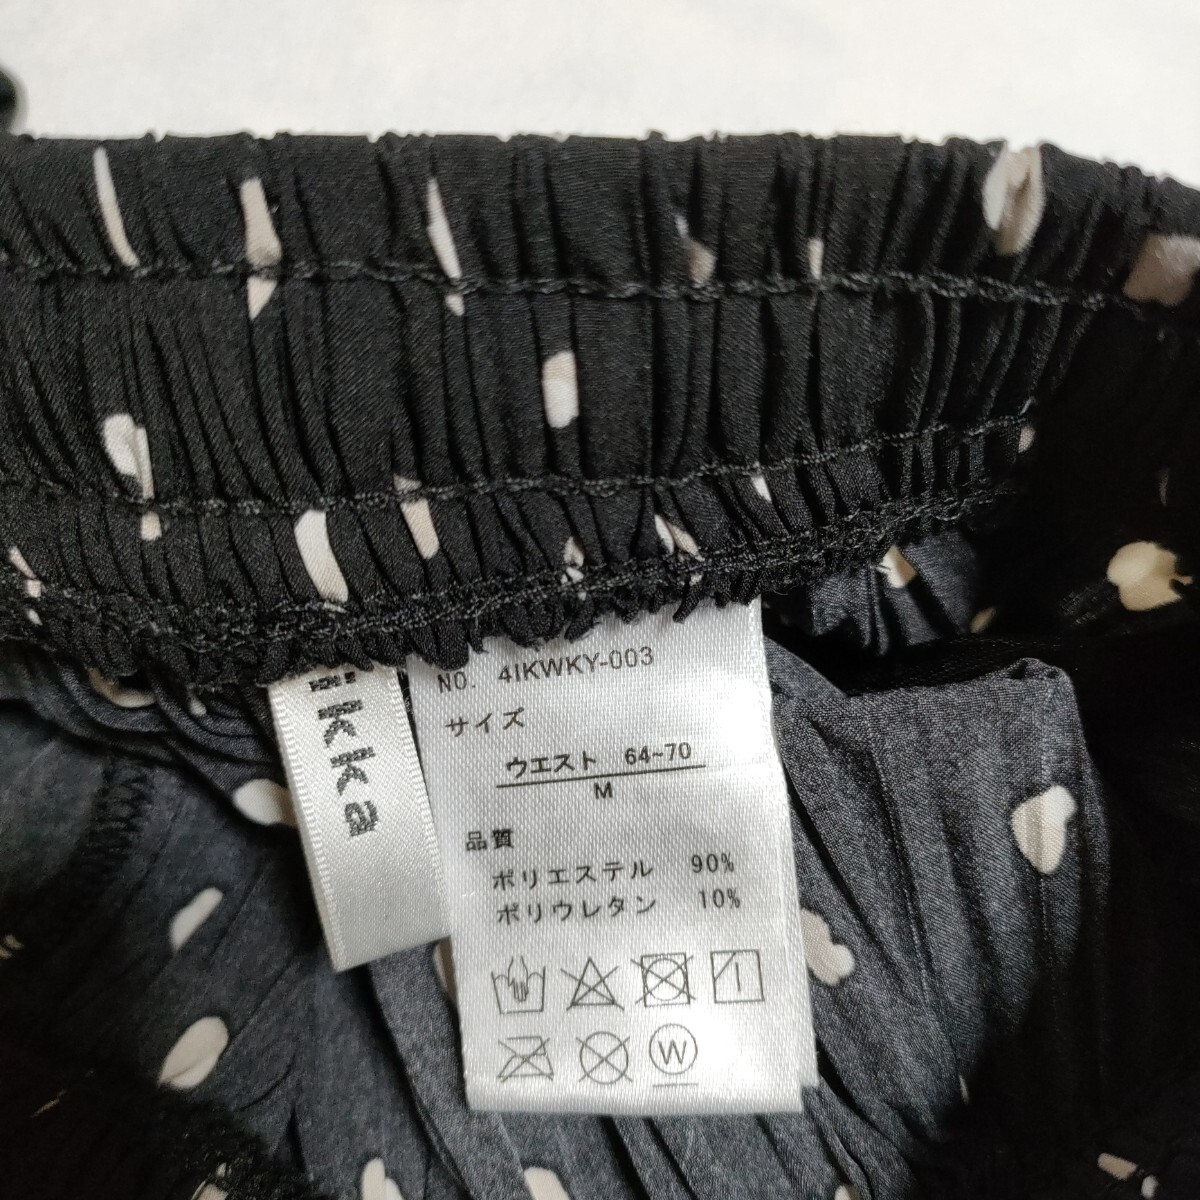 ikka
NO. 4IKWKY-003
サイズ
ウエスト 64~70
M
品質
ポリエステル 90%
ポリウレタン 10%
W